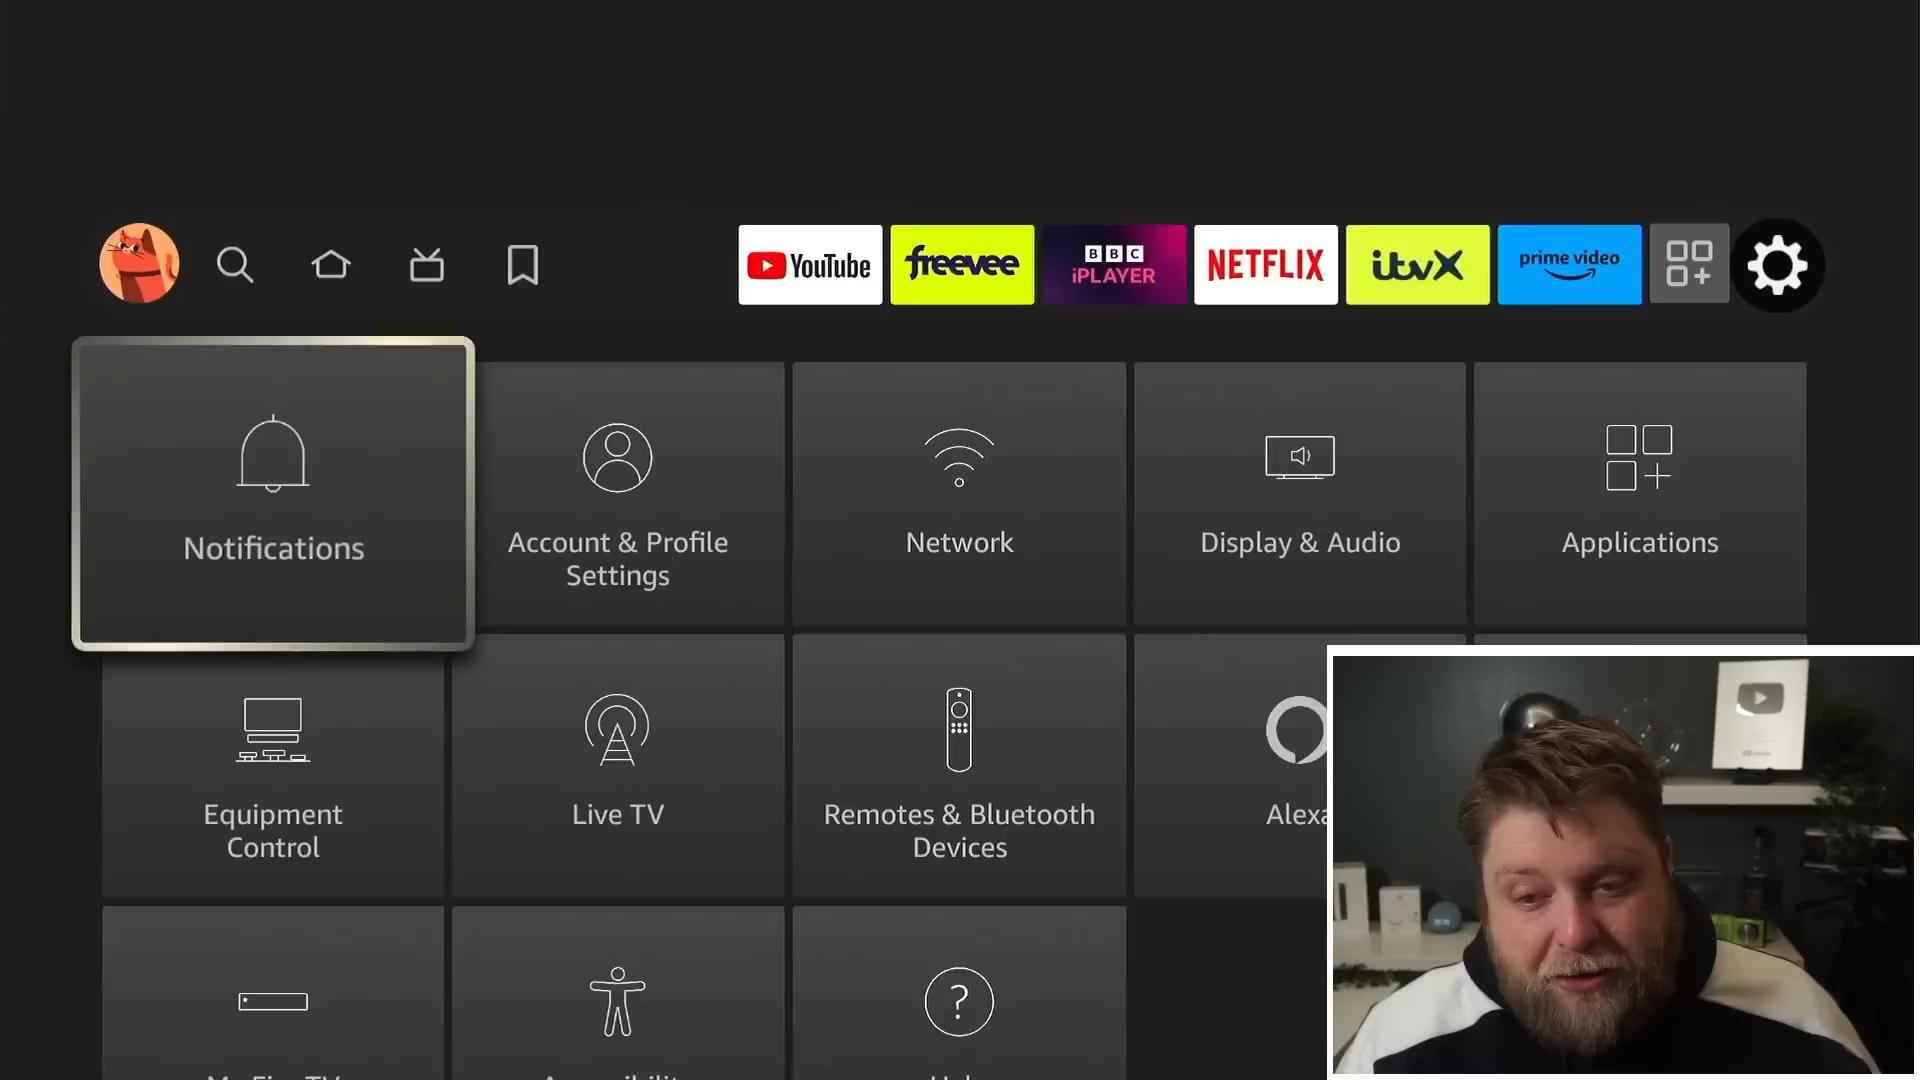 YouTube
freevee
BBC
iPLAYER
NETFLIX
itvX
prime video
Notifications
Account & Profile
Settings
Network
Display & Audio
Applications
Equipment
Control
Live TV
Remotes & Bluetooth
Devices
Alexa